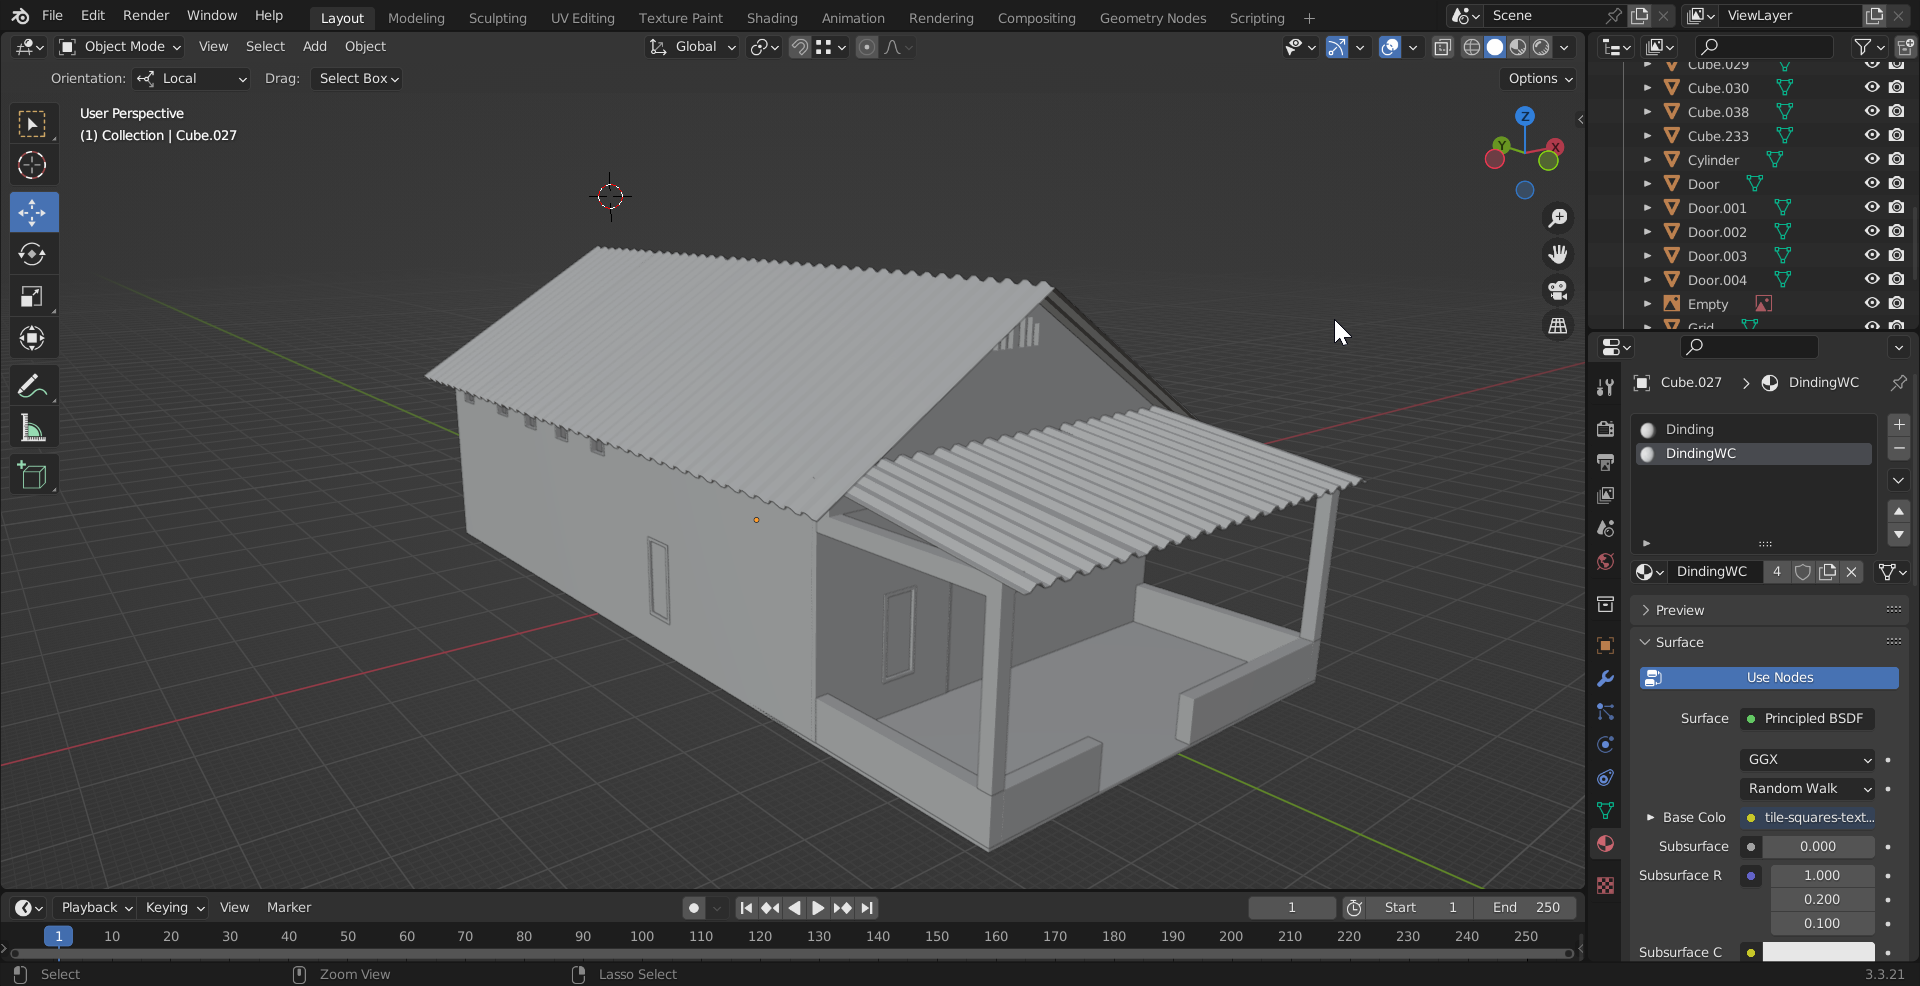 File Edit Render Window Help Layout Modeling Sculpting UV Editing Texture Paint Shading Animation Rendering Compositing Geometry Nodes Scripting + Scene ViewLayer
Object Mode View Select Add Object Global
Orientation: Local Drag: Select Box Options
User Perspective
(1) Collection | Cube.027
Z
Y X
Cube.029
Cube.030
Cube.038
Cube.233
Cylinder
Door
Door.001
Door.002
Door.003
Door.004
Empty
Grid
Cube.027 > DindingWC
Dinding
DindingWC
DindingWC 4
Preview
Surface
Use Nodes
Surface Principled BSDF
GGX
Random Walk
Base Colo tile-squares-text...
Subsurface 0.000
Subsurface R 1.000
0.200
0.100
Subsurface C
Playback Keying View Marker 1 Start 1 End 250
1 10 20 30 40 50 60 70 80 90 100 110 120 130 140 150 160 170 180 190 200 210 220 230 240 250
Select Zoom View Lasso Select 3.3.21